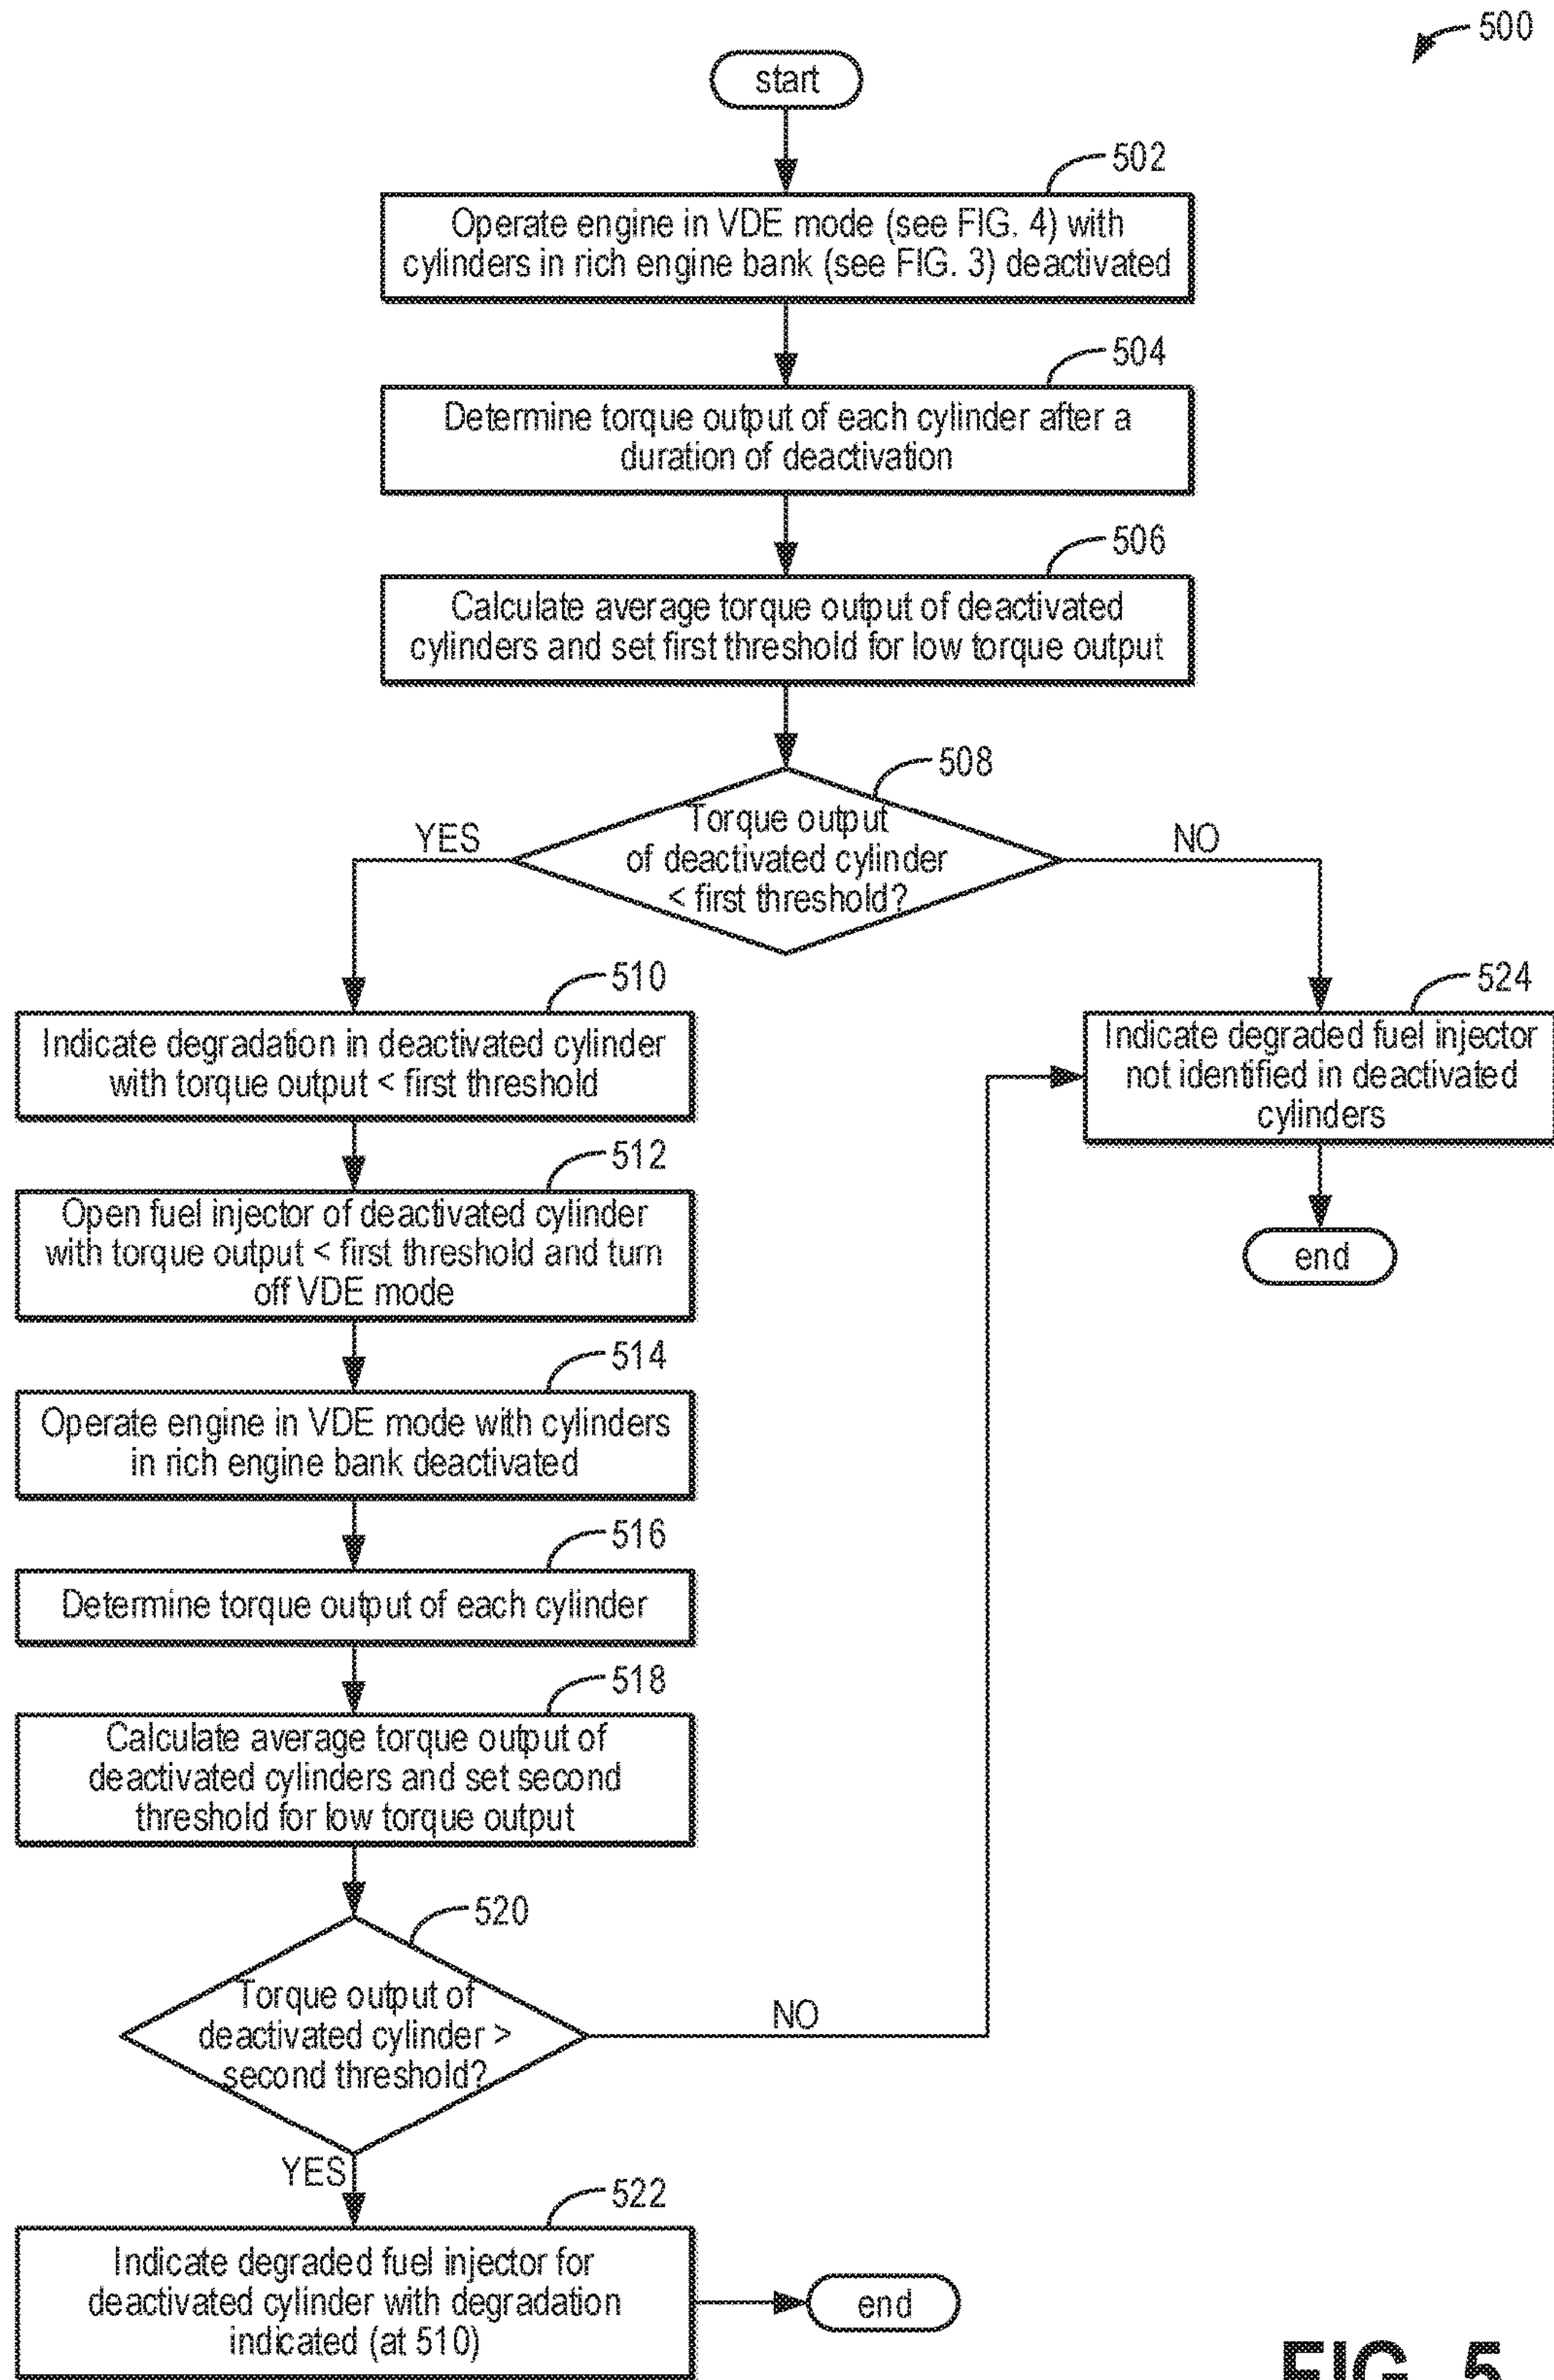 500
start
502
Operate engine in VDE mode (see FIG. 4) with
cylinders in rich engine bank (see FIG. 3) deactivated
504
Determine torque output of each cylinder after a
duration of deactivation
506
Calculate average torque output of deactivated
cylinders and set first threshold for low torque output
508
Torque output
of deactivated cylinder
< first threshold?
YES
NO
510
Indicate degradation in deactivated cylinder
with torque output < first threshold
524
Indicate degraded fuel injector
not identified in deactivated
cylinders
end
512
Open fuel injector of deactivated cylinder
with torque output < first threshold and turn
off VDE mode
514
Operate engine in VDE mode with cylinders
in rich engine bank deactivated
516
Determine torque output of each cylinder
518
Calculate average torque output of
deactivated cylinders and set second
threshold for low torque output
520
Torque output of
deactivated cylinder >
second threshold?
NO
YES
522
Indicate degraded fuel injector for
deactivated cylinder with degradation
indicated (at 510)
end
FIG. 5